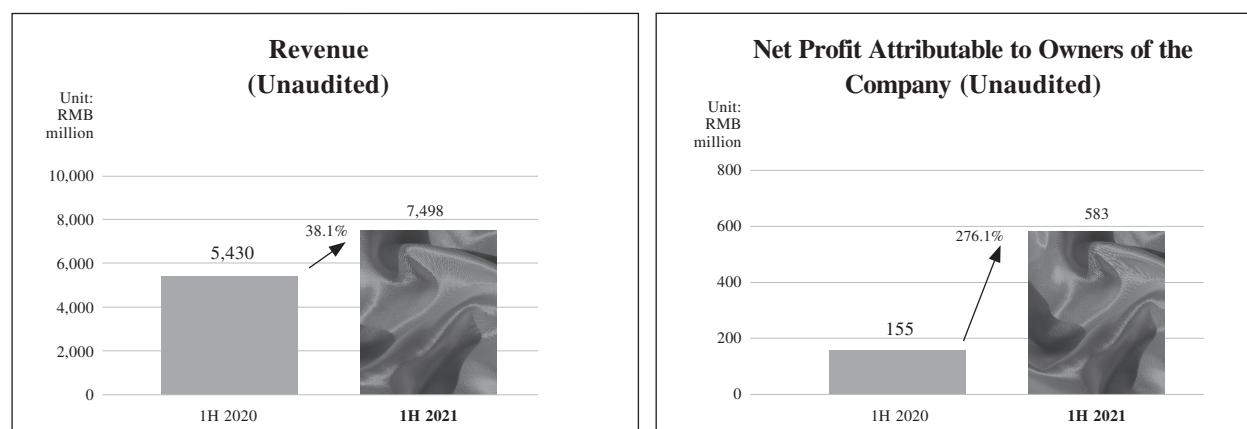 Revenue
(Unaudited)
Unit:
RMB
million
10,000
8,000
6,000
4,000
2,000
0
5,430
38.1%
7,498
1H 2020
1H 2021
Net Profit Attributable to Owners of the
Company (Unaudited)
Unit:
RMB
million
800
600
400
200
0
155
276.1%
583
1H 2020
1H 2021